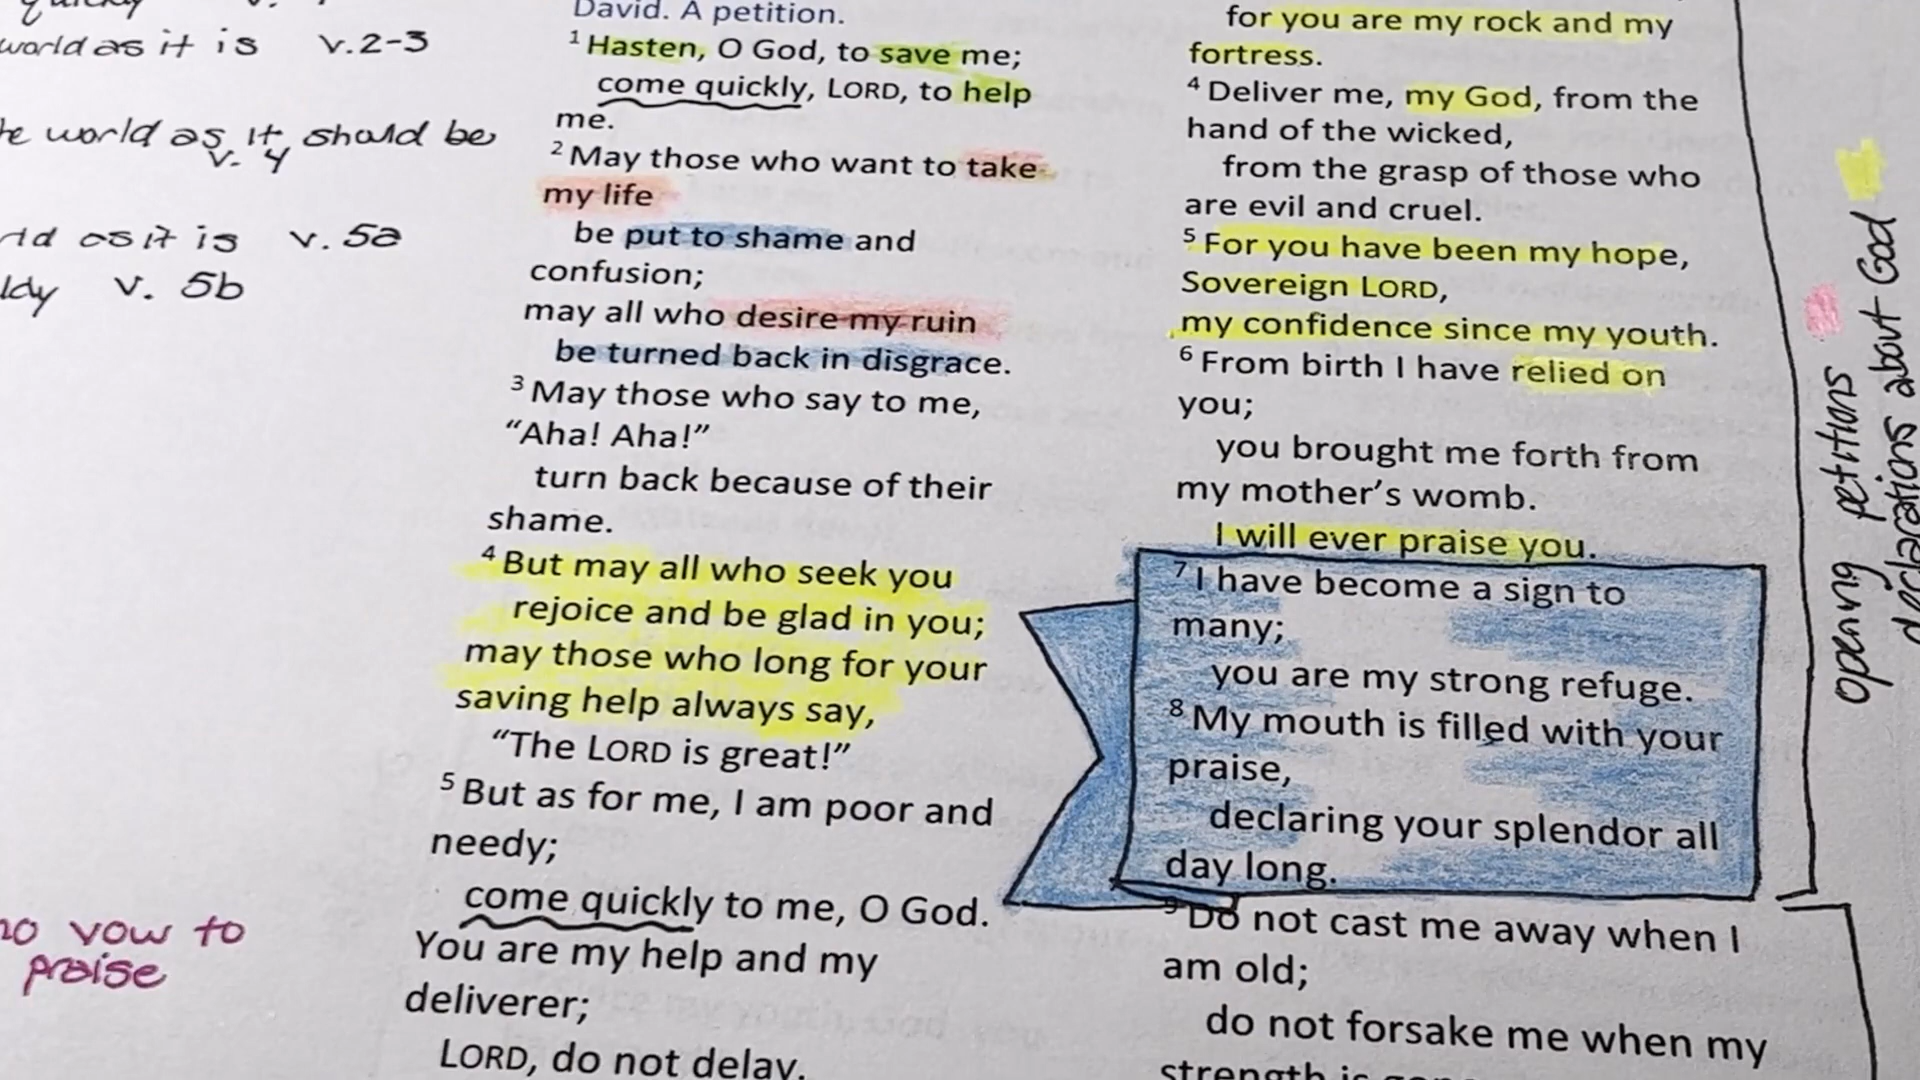 quickly
world as it is v.2-3
world as it should be
v. 4
as it is v. 5a
v. 5b
no vow to
praise
David. A petition.
1 Hasten, O God, to save me;
come quickly, LORD, to help
me.
2 May those who want to take
my life
be put to shame and
confusion;
may all who desire my ruin
be turned back in disgrace.
3 May those who say to me,
“Aha! Aha!”
turn back because of their
shame.
4 But may all who seek you
rejoice and be glad in you;
may those who long for your
saving help always say,
“The LORD is great!”
5 But as for me, I am poor and
needy;
come quickly to me, O God.
You are my help and my
deliverer;
LORD, do not delay.
for you are my rock and my
fortress.
4 Deliver me, my God, from the
hand of the wicked,
from the grasp of those who
are evil and cruel.
5 For you have been my hope,
Sovereign LORD,
my confidence since my youth.
6 From birth I have relied on
you;
you brought me forth from
my mother’s womb.
I will ever praise you.
7 I have become a sign to
many;
you are my strong refuge.
8 My mouth is filled with your
praise,
declaring your splendor all
day long.
9 Do not cast me away when I
am old;
do not forsake me when my
strength is gone
opening petitions
declarations about God